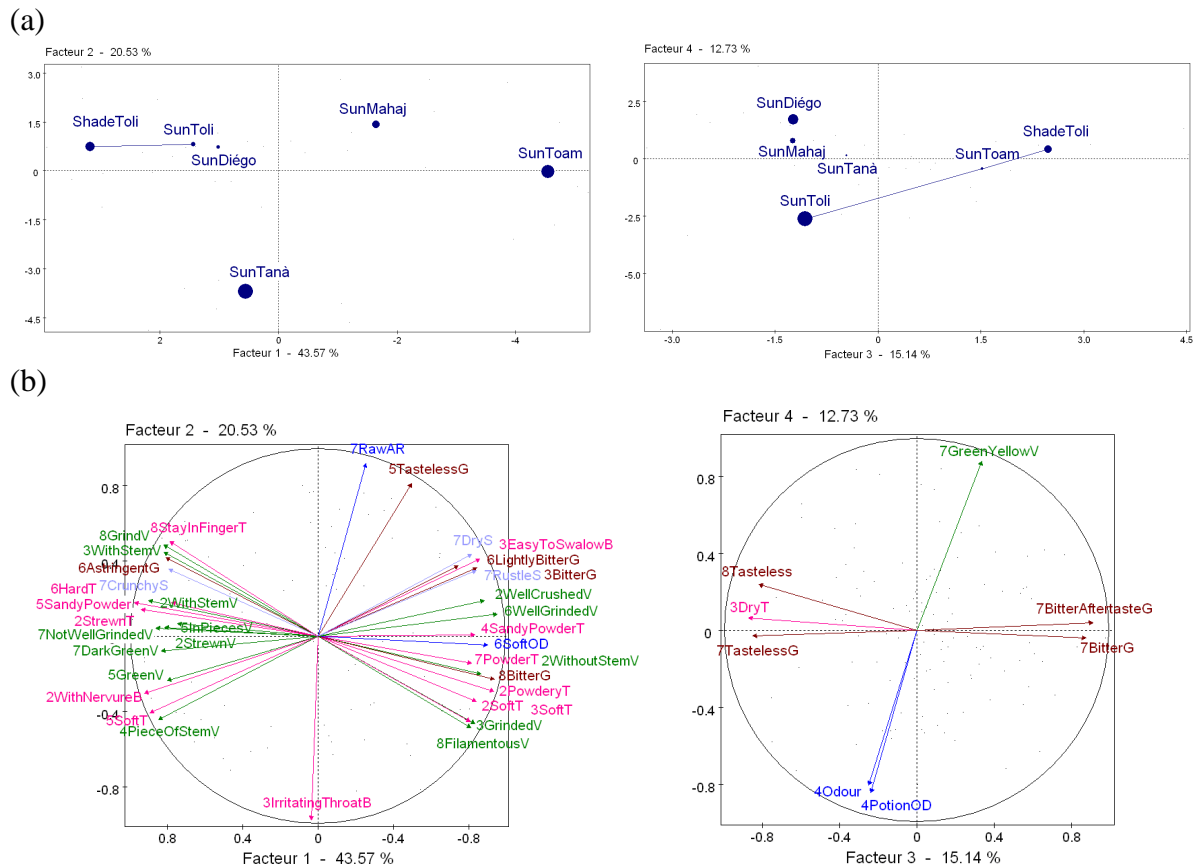 (a)
Facteur 2 - 20.53 %
3.0
1.5
0
-1.5
-3.0
-4.5
ShadeToli
SunToli
SunDiégo
SunMahaj
SunToam
SunTanà
2
0
-2
-4
Facteur 1 - 43.57 %
Facteur 4 - 12.73 %
2.5
0
-2.5
-5.0
SunDiégo
SunMahaj
SunTanà
SunToli
SunToam
ShadeToli
-3.0
-1.5
0
1.5
3.0
4.5
Facteur 3 - 15.14 %
(b)
Facteur 2 - 20.53 %
0.8
0.4
0
-0.4
-0.8
7RawAR
5TastelessG
8StayInFingerT
8GrindV
3WithStemV
6AstringentG
7CrunchyS
6HardT
2WithStemV
5SandyPowder
2StrewnT
5InPiecesV
7NotWellGrindedV
2StrewnV
7DarkGreenV
5GreenV
2WithNervureB
5SoftT
4PieceOfStemV
7DryS
3EasyToSwalowB
6LightlyBitterG
7RustleS
3BitterG
2WellCrushedV
6WellGrindedV
4SandyPowderT
6SoftOD
7PowderT
2WithoutStemV
8BitterG
2PowderyT
2SoftT
3SoftT
3GrindedV
8FilamentousV
3IrritatingThroatB
0.8
0.4
0
-0.4
-0.8
Facteur 1 - 43.57 %
Facteur 4 - 12.73 %
0.8
0.4
0
-0.4
-0.8
7GreenYellowV
8Tasteless
3DryT
7TastelessG
7BitterAftertasteG
7BitterG
4Odour
4PotionOD
-0.8
-0.4
0
0.4
0.8
Facteur 3 - 15.14 %